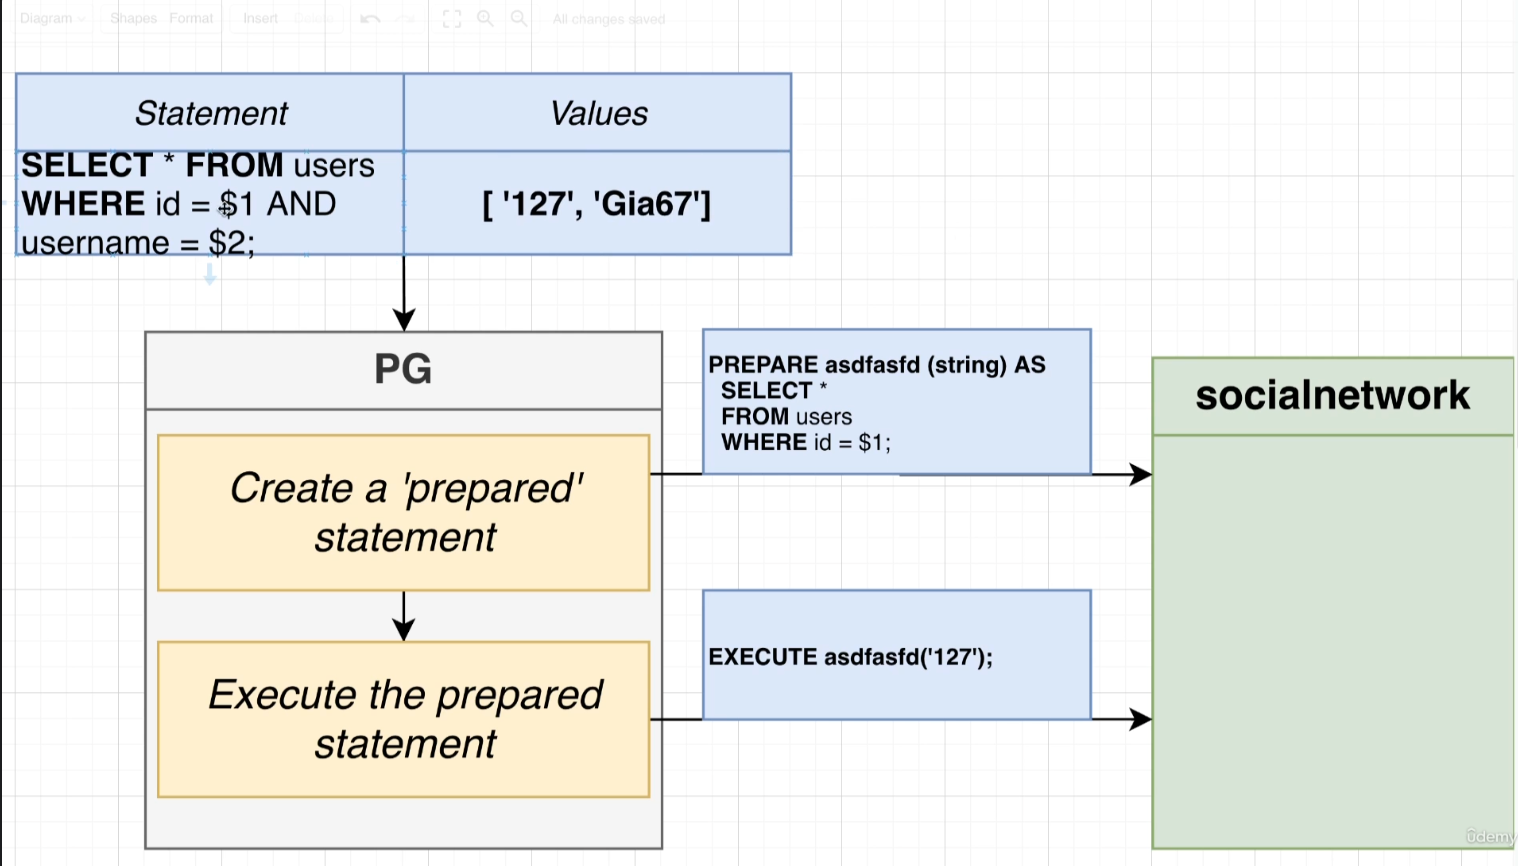 Diagram Shapes Format Insert Delete All changes saved
Statement Values
SELECT * FROM users
WHERE id = $1 AND
username = $2;
[ '127', 'Gia67']
PG
Create a 'prepared'
statement
Execute the prepared
statement
PREPARE asdfasfd (string) AS
SELECT *
FROM users
WHERE id = $1;
EXECUTE asdfasfd('127');
socialnetwork
ûdemy